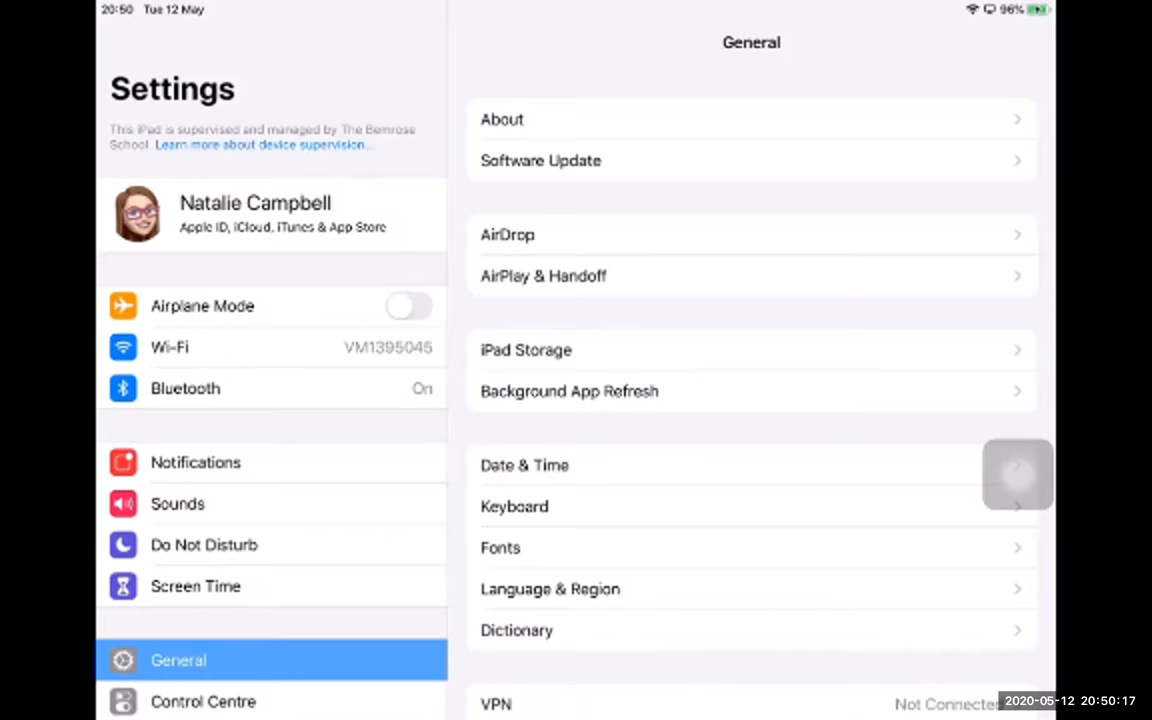 20:50 Tue 12 May
96%
Settings
This iPad is supervised and managed by The Bemrose
School. Learn more about device supervision...
Natalie Campbell
Apple ID, iCloud, iTunes & App Store
Airplane Mode
Wi-Fi VM1395045
Bluetooth On
Notifications
Sounds
Do Not Disturb
Screen Time
General
Control Centre
General
About
Software Update
AirDrop
AirPlay & Handoff
iPad Storage
Background App Refresh
Date & Time
Keyboard
Fonts
Language & Region
Dictionary
VPN Not Connected
2020-05-12 20:50:17